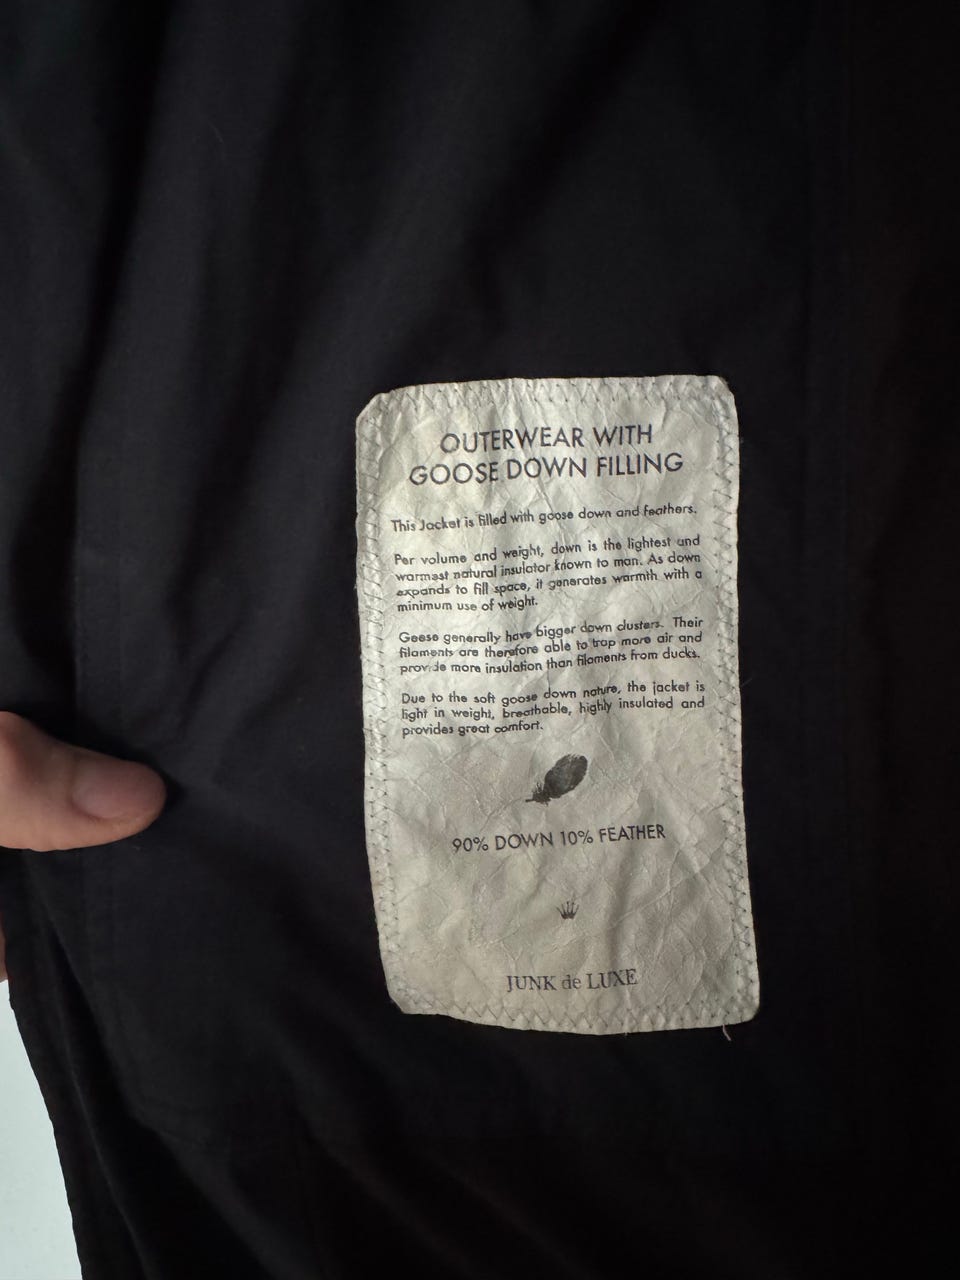 OUTERWEAR WITH
GOOSE DOWN FILLING
This Jacket is filled with goose down and feathers.
Per volume and weight, down is the lightest and
warmast natural insulator known to man. As down
expands to fill space, it generates warmth with a
minimum use of weight.
Geese generally have bigger down clusters. Their
filaments are therefore able to trap more air and
provide more insulation than filaments from ducks.
Due to the soft goose down nature, the jacket is
light in weight, breathable, highly insulated and
provides great comfort.
90% DOWN 10% FEATHER
JUNK de LUXE